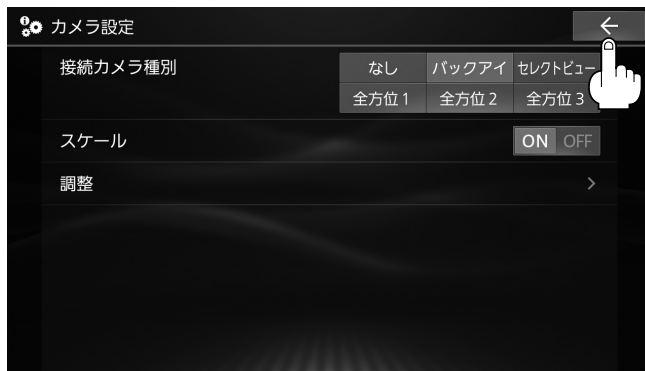 カメラ設定
接続カメラ種別
なし バックアイ セレクトビュー
全方位1 全方位2 全方位3
スケール ON OFF
調整